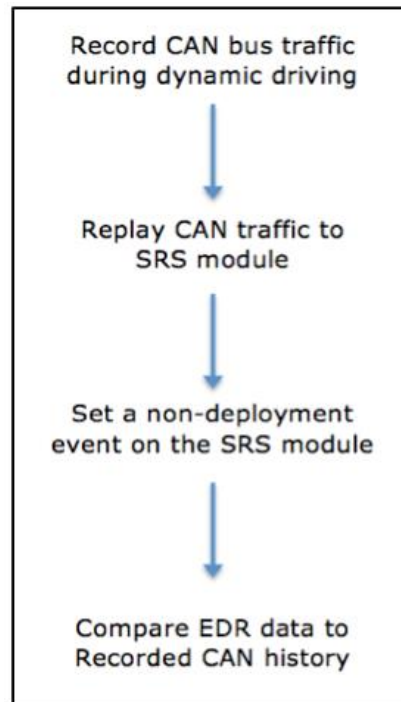 Record CAN bus traffic
during dynamic driving
Replay CAN traffic to
SRS module
Set a non-deployment
event on the SRS module
Compare EDR data to
Recorded CAN history